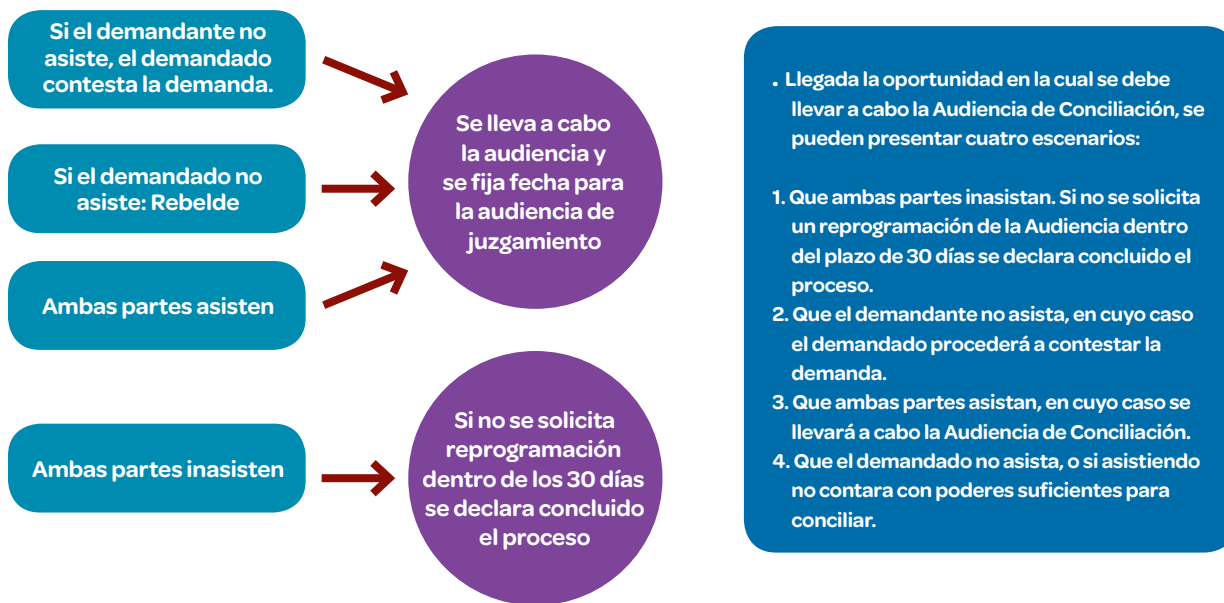 Si el demandante no
asiste, el demandado
contesta la demanda.
Si el demandado no
asiste: Rebelde
Ambas partes asisten
Se lleva a cabo
la audiencia y
se fija fecha para
la audiencia de
juzgamiento
Ambas partes inasisten
Si no se solicita
reprogramación
dentro de los 30 días
se declara concluido
el proceso
. Llegada la oportunidad en la cual se debe
llevar a cabo la Audiencia de Conciliación, se
pueden presentar cuatro escenarios:
1. Que ambas partes inasistan. Si no se solicita
un reprogramación de la Audiencia dentro
del plazo de 30 días se declara concluido el
proceso.
2. Que el demandante no asista, en cuyo caso
el demandado procederá a contestar la
demanda.
3. Que ambas partes asistan, en cuyo caso se
llevará a cabo la Audiencia de Conciliación.
4. Que el demandado no asista, o si asistiendo
no contara con poderes suficientes para
conciliar.